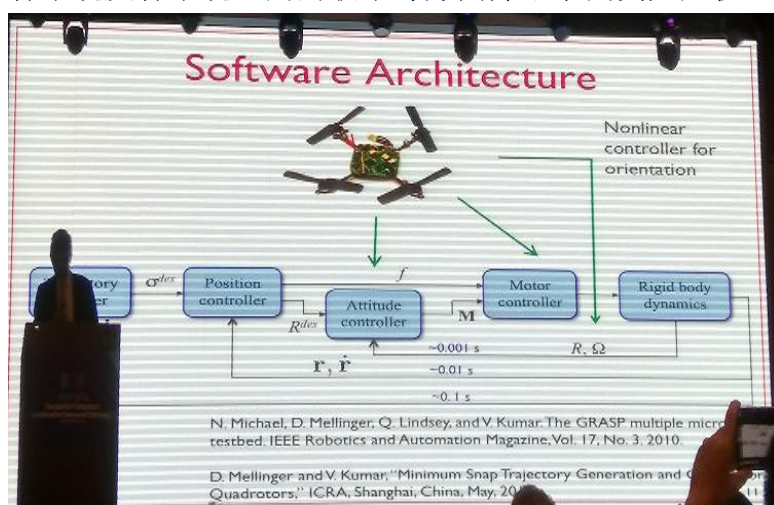 Software Architecture
Nonlinear
controller for
orientation
σ^des
Position
controller
f
R^des
Attitude
controller
M
Motor
controller
Rigid body
dynamics
~0.001 s
R, Ω
r, ṙ
~0.01 s
~0.1 s
N. Michael, D. Mellinger, Q. Lindsey, and V. Kumar. The GRASP multiple micro
testbed. IEEE Robotics and Automation Magazine, Vol. 17, No. 3. 2010.
D. Mellinger and V. Kumar, "Minimum Snap Trajectory Generation and
Quadrotors," ICRA, Shanghai, China, May,
11